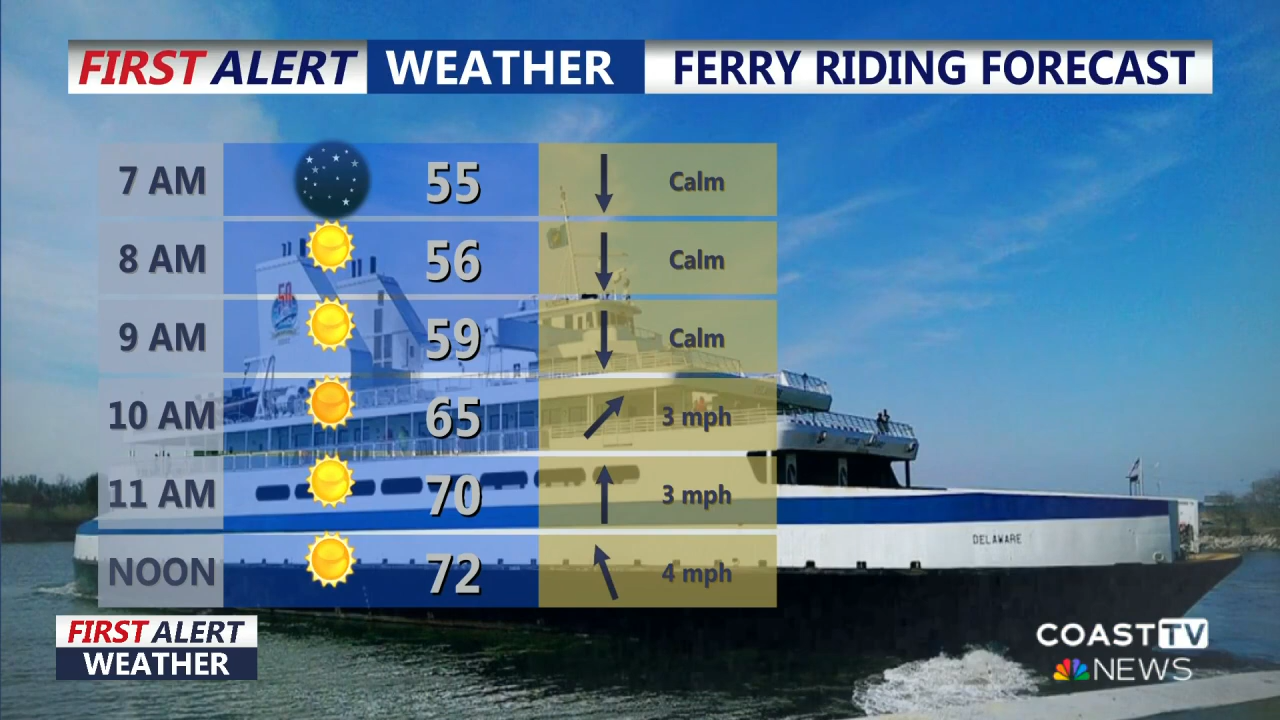 FIRST ALERT WEATHER FERRY RIDING FORECAST
7 AM 55 Calm
8 AM 56 Calm
50
9 AM 59 Calm
10 AM 65 3 mph
11 AM 70 3 mph
DELAWARE
NOON 72 4 mph
FIRST ALERT
WEATHER
COAST TV
NEWS